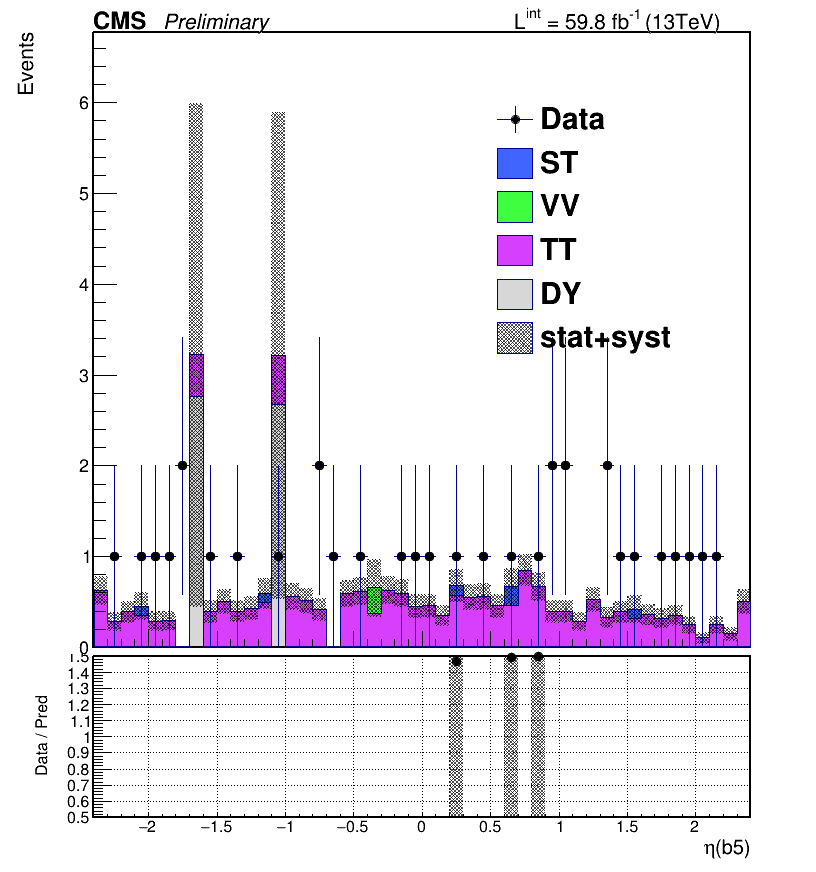 CMS Preliminary L^int = 59.8 fb^-1 (13TeV)
Events
6
5
4
3
2
1
0
Data
ST
VV
TT
DY
stat+syst
Data / Pred
1.5
1.4
1.3
1.2
1.1
1
0.9
0.8
0.7
0.6
0.5
−2 −1.5 −1 −0.5 0 0.5 1 1.5 2
η(b5)